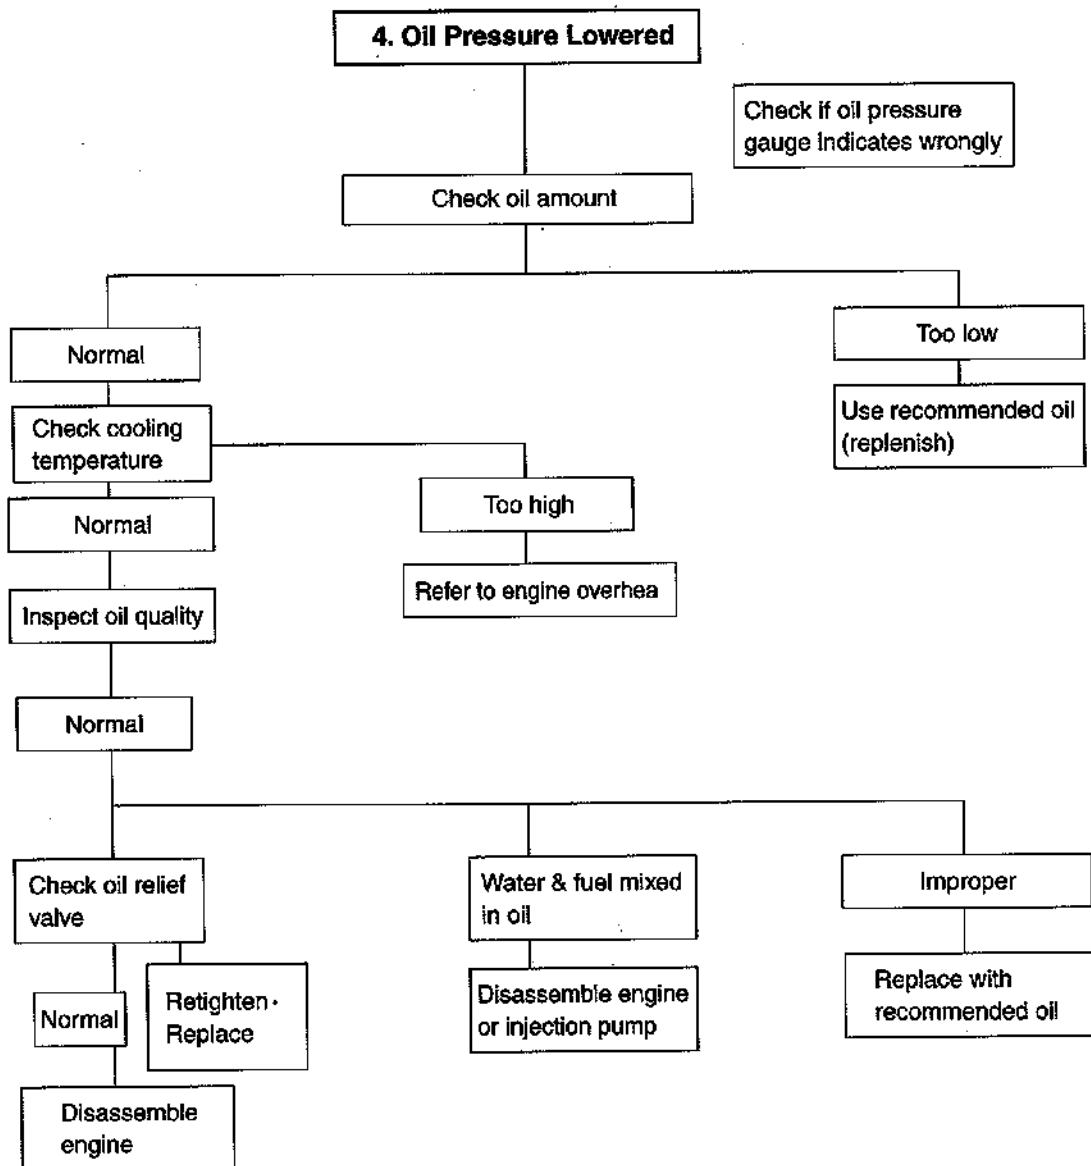 4. Oil Pressure Lowered
Check if oil pressure
gauge indicates wrongly
Check oil amount
Normal
Too low
Check cooling
temperature
Use recommended oil
(replenish)
Normal
Too high
Refer to engine overhea
Inspect oil quality
Normal
Check oil relief
valve
Water & fuel mixed
in oil
Improper
Normal
Retighten·
Replace
Disassemble engine
or injection pump
Replace with
recommended oil
Disassemble
engine